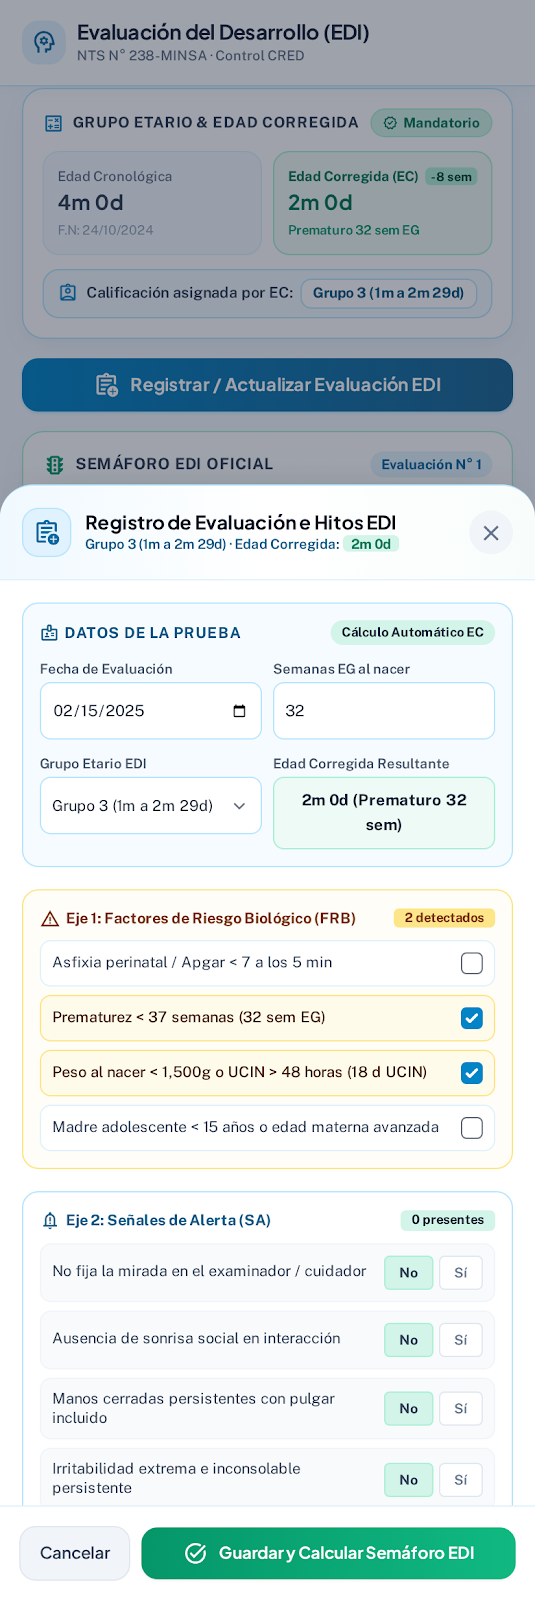 Evaluación del Desarrollo (EDI)
NTS N° 238-MINSA · Control CRED
GRUPO ETARIO & EDAD CORREGIDA
Mandatorio
Edad Cronológica
4m 0d
F.N: 24/10/2024
Edad Corregida (EC)
-8 sem
2m 0d
Prematuro 32 sem EG
Calificación asignada por EC:
Grupo 3 (1m a 2m 29d)
Registrar / Actualizar Evaluación EDI
SEMÁFORO EDI OFICIAL
Evaluación N° 1
Registro de Evaluación e Hitos EDI
Grupo 3 (1m a 2m 29d) · Edad Corregida: 2m 0d
DATOS DE LA PRUEBA
Cálculo Automático EC
Fecha de Evaluación
02/15/2025
Semanas EG al nacer
32
Grupo Etario EDI
Grupo 3 (1m a 2m 29d)
Edad Corregida Resultante
2m 0d (Prematuro 32
sem)
Eje 1: Factores de Riesgo Biológico (FRB)
2 detectados
Asfixia perinatal / Apgar < 7 a los 5 min
Prematurez < 37 semanas (32 sem EG)
Peso al nacer < 1,500g o UCIN > 48 horas (18 d UCIN)
Madre adolescente < 15 años o edad materna avanzada
Eje 2: Señales de Alerta (SA)
0 presentes
No fija la mirada en el examinador / cuidador
No
Sí
Ausencia de sonrisa social en interacción
No
Sí
Manos cerradas persistentes con pulgar
incluido
No
Sí
Irritabilidad extrema e inconsolable
persistente
No
Sí
Cancelar
Guardar y Calcular Semáforo EDI